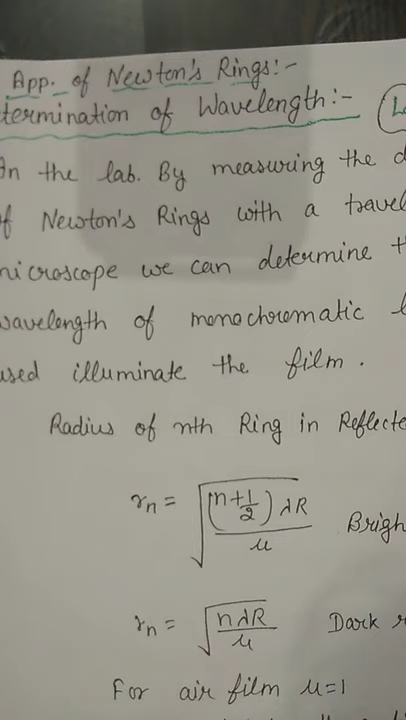 App. of Newton's Rings:-
termination of Wavelength:-
In the lab. By measuring the d
f Newton's Rings with a travel
microscope we can determine t
wavelength of monochromatic l
used illuminate the film.
Radius of nth Ring in Reflecte
rn = √((n+1/2)λR/μ) Brigh
rn = √(nλR/μ) Dark r
For air film μ=1